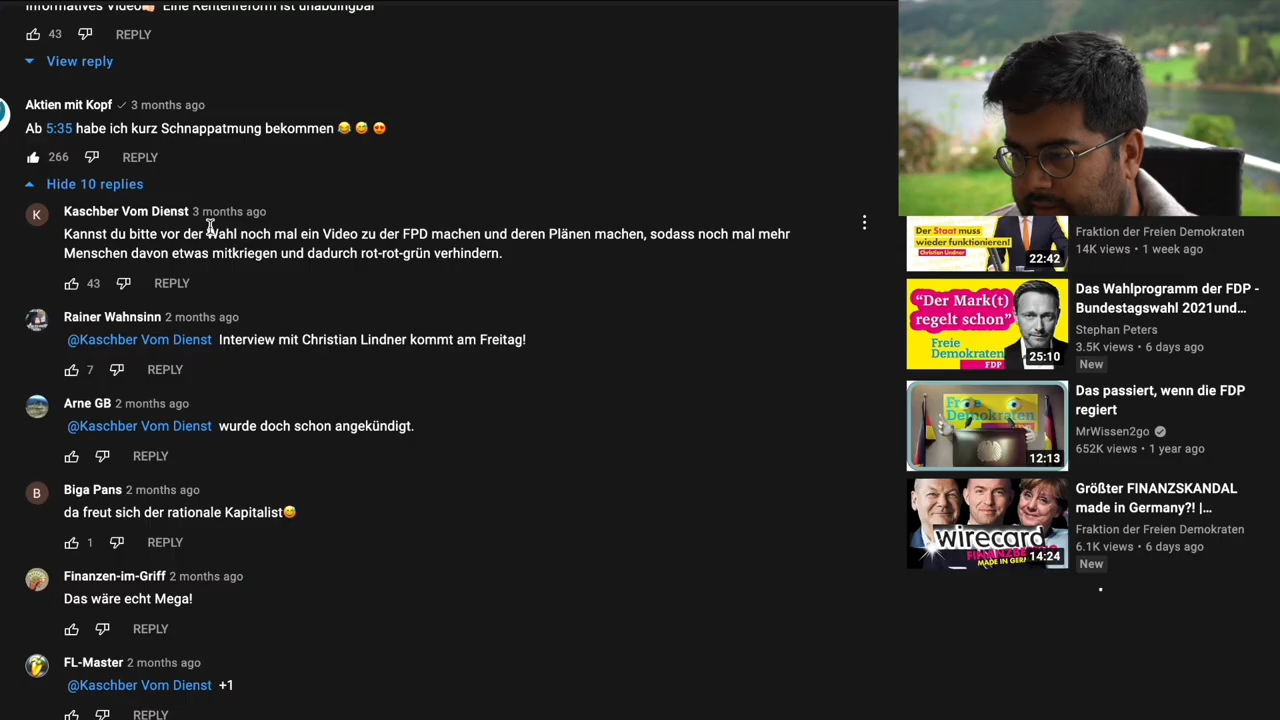 Informatives Video👏🏻 Eine Rentenreform ist unabdingbar
43 REPLY
View reply
Aktien mit Kopf 3 months ago
Ab 5:35 habe ich kurz Schnappatmung bekommen 😂 😅 😍
266 REPLY
Hide 10 replies
K
Kaschber Vom Dienst 3 months ago
Kannst du bitte vor der Wahl noch mal ein Video zu der FPD machen und deren Plänen machen, sodass noch mal mehr
Menschen davon etwas mitkriegen und dadurch rot-rot-grün verhindern.
43 REPLY
Rainer Wahnsinn 2 months ago
@Kaschber Vom Dienst Interview mit Christian Lindner kommt am Freitag!
7 REPLY
Arne GB 2 months ago
@Kaschber Vom Dienst wurde doch schon angekündigt.
REPLY
B
Biga Pans 2 months ago
da freut sich der rationale Kapitalist😅
1 REPLY
Finanzen-im-Griff 2 months ago
Das wäre echt Mega!
REPLY
FL-Master 2 months ago
@Kaschber Vom Dienst +1
REPLY
Der Staat muss
wieder funktionieren!
Christian Lindner
22:42
Fraktion der Freien Demokraten
14K views • 1 week ago
"Der Mark(t)
regelt schon"
Freie
Demokraten
FDP
25:10
Das Wahlprogramm der FDP -
Bundestagswahl 2021und...
Stephan Peters
3.5K views • 6 days ago
New
Freie
Demokraten
12:13
Das passiert, wenn die FDP
regiert
MrWissen2go
652K views • 1 year ago
wirecard
MADE IN GER
14:24
Größter FINANZSKANDAL
made in Germany?! |...
Fraktion der Freien Demokraten
6.1K views • 6 days ago
New